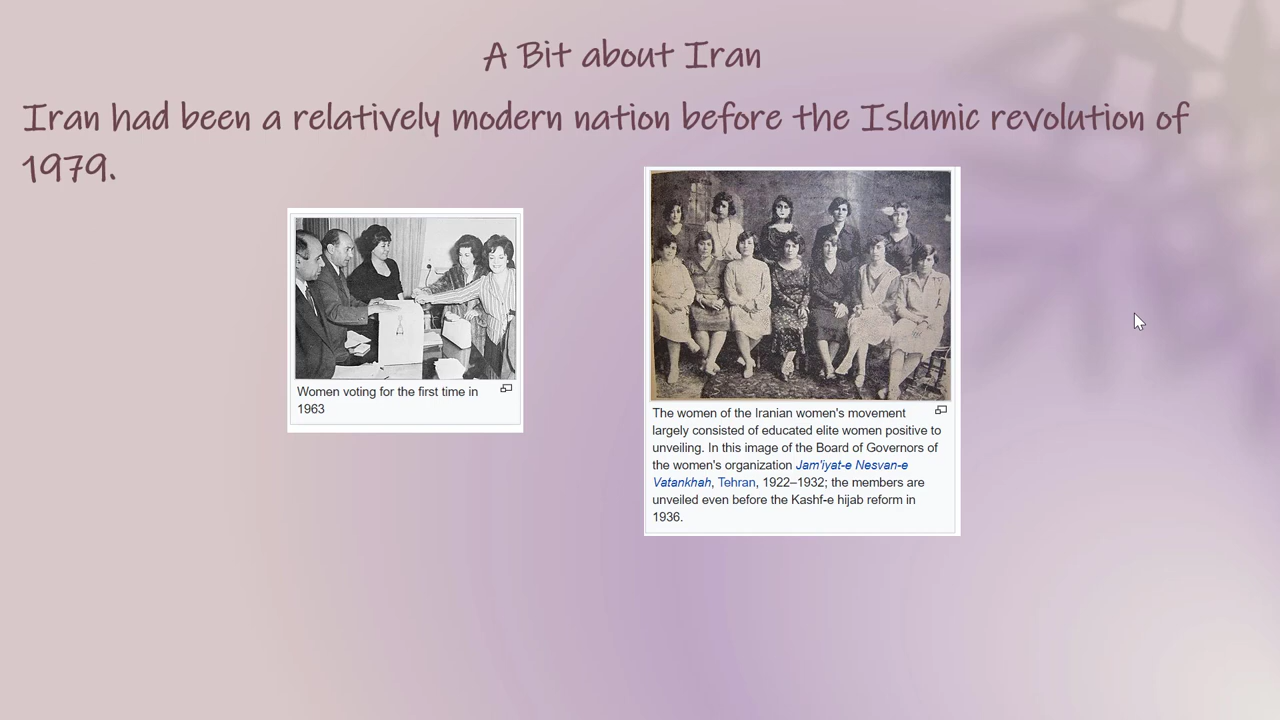 A Bit about Iran
Iran had been a relatively modern nation before the Islamic revolution of
1979.
Women voting for the first time in
1963
The women of the Iranian women's movement
largely consisted of educated elite women positive to
unveiling. In this image of the Board of Governors of
the women's organization Jam'iyat-e Nesvan-e
Vatankhah, Tehran, 1922–1932; the members are
unveiled even before the Kashf-e hijab reform in
1936.